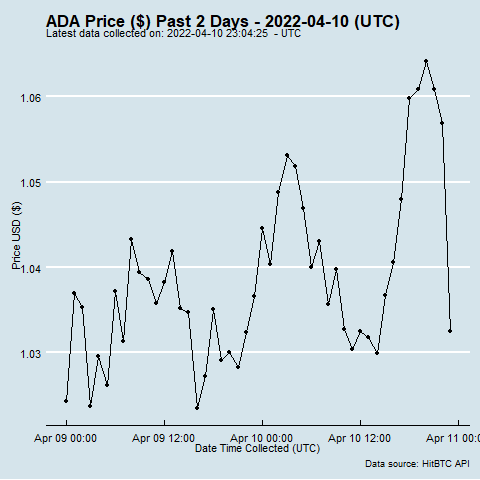 ADA Price ($) Past 2 Days - 2022-04-10 (UTC)
Latest data collected on: 2022-04-10 23:04:25 - UTC
1.06
1.05
1.04
1.03
Price USD ($)
Apr 09 00:00 Apr 09 12:00 Apr 10 00:00 Apr 10 12:00 Apr 11 00:00
Date Time Collected (UTC)
Data source: HitBTC API